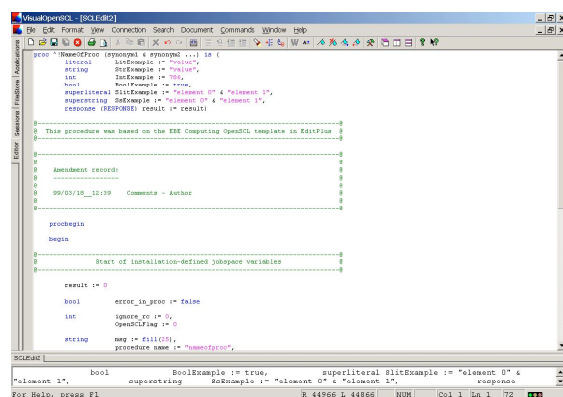 VisualOpenSCL - [SCLEdit2]
File Edit Format View Connection Search Document Commands Window Help
proc ^!NameOfProc (synonym1 & synonym2 ...) is (
literal LitExample := "value",
string StrExample := "value",
int IntExample := 786,
bool BoolExample := true,
superliteral SlitExample := "element 0" & "element 1",
superstring SsExample := "element 0" & "element 1",
response (RESPONSE) result := result)
@--------------------------------------------------------------------------@
@ This procedure was based on the EBE Computing OpenSCL template in EditPlus @
@--------------------------------------------------------------------------@
@--------------------------------------------------------------------------@
@ @
@ Amendment record: @
@ ----------------- @
@ @
@ 99/03/18__12:39 Comments - Author @
@ @
@--------------------------------------------------------------------------@
procbegin
begin
@--------------------------------------------------------------------------@
@ Start of installation-defined jobspace variables @
@--------------------------------------------------------------------------@
result := 0
bool error_in_proc := false
int ignore_rc := 0,
OpenSCLFlag := 0
string msg := fill(25),
procedure_name := "nameofproc",
Applications
FileStore
Sessions
Editor
SCLEdit2
bool BoolExample := true, superliteral SlitExample := "element 0" &
"element 1", superstring SsExample := "element 0" & "element 1", response
For Help, press F1
R 44966 L 44866 NUM Col 1 Ln 1 72